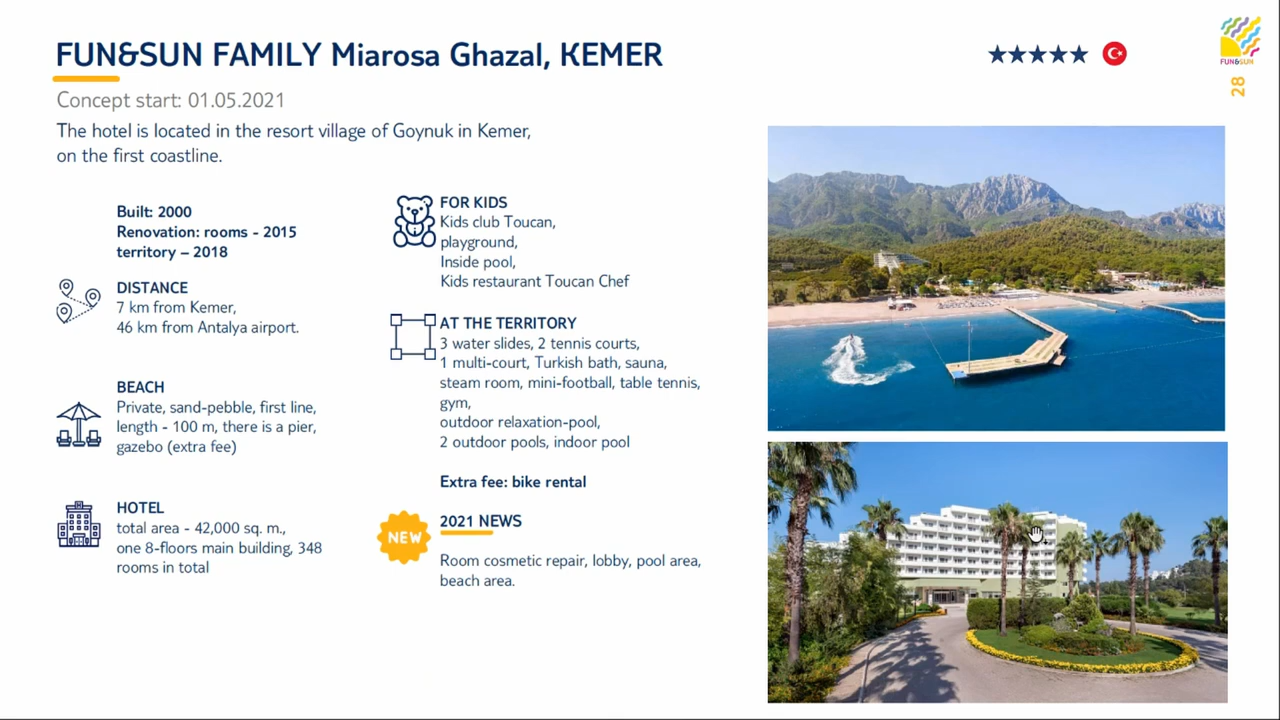 FUN&SUN FAMILY Miarosa Ghazal, KEMER
FUN&SUN
28
Concept start: 01.05.2021
The hotel is located in the resort village of Goynuk in Kemer,
on the first coastline.
Built: 2000
Renovation: rooms - 2015
territory – 2018
DISTANCE
7 km from Kemer,
46 km from Antalya airport.
BEACH
Private, sand-pebble, first line,
length - 100 m, there is a pier,
gazebo (extra fee)
HOTEL
total area - 42,000 sq. m.,
one 8-floors main building, 348
rooms in total
FOR KIDS
Kids club Toucan,
playground,
Inside pool,
Kids restaurant Toucan Chef
AT THE TERRITORY
3 water slides, 2 tennis courts,
1 multi-court, Turkish bath, sauna,
steam room, mini-football, table tennis,
gym,
outdoor relaxation-pool,
2 outdoor pools, indoor pool
Extra fee: bike rental
NEW
2021 NEWS
Room cosmetic repair, lobby, pool area,
beach area.